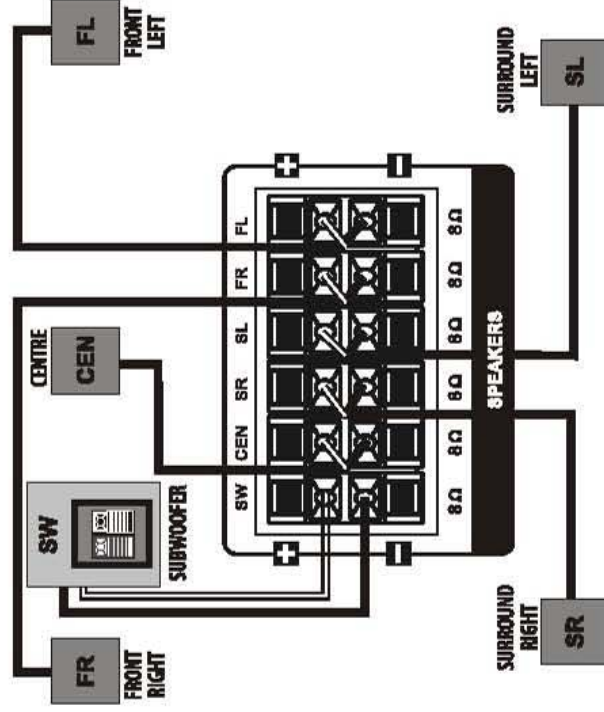 SW
CENTRE
FR
CEN
FL
FRONT
RIGHT
FRONT
LEFT
SUBWOOFER
SW CEN SR SL FR FL
+ +
- -
8Ω 8Ω 8Ω 8Ω 8Ω 8Ω
SPEAKERS
SURROUND
RIGHT
SURROUND
LEFT
SR
SL